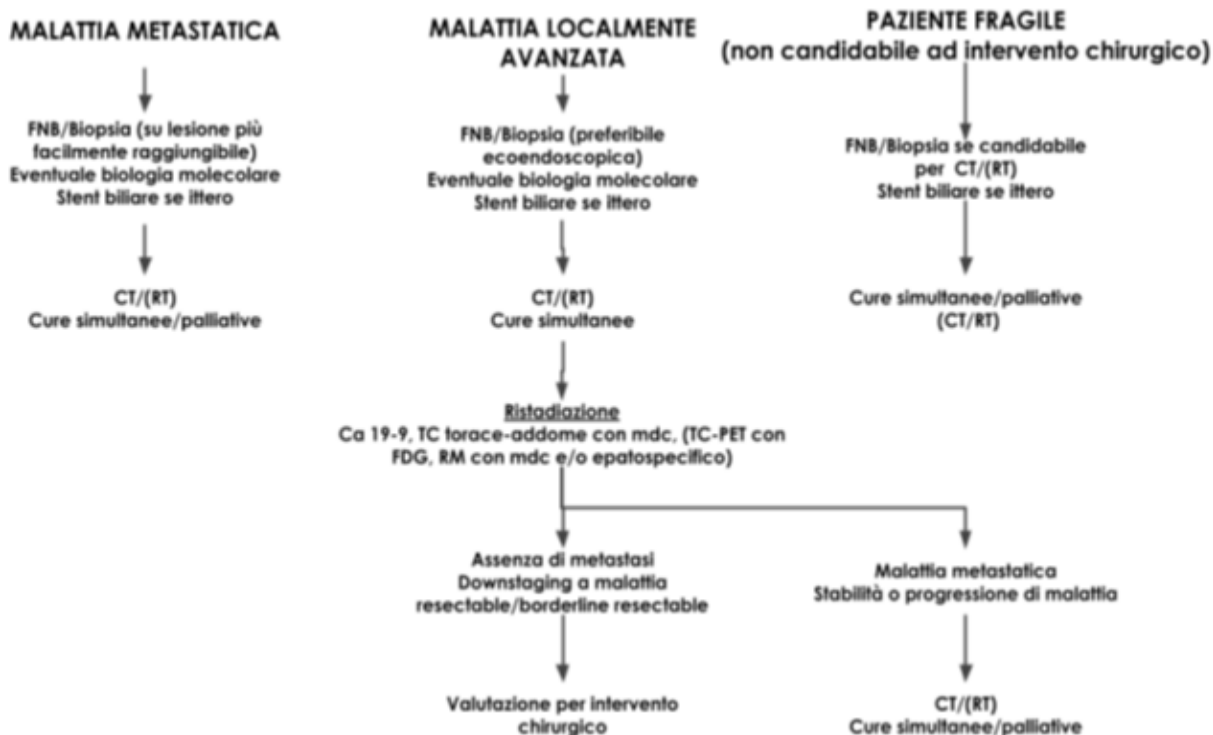 MALATTIA METASTATICA
FNB/Biopsia (su lesione più
facilmente raggiungibile)
Eventuale biologia molecolare
Stent biliare se ittero
CT/(RT)
Cure simultanee/palliative
MALATTIA LOCALMENTE
AVANZATA
FNB/Biopsia (preferibile
ecoendoscopica)
Eventuale biologia molecolare
Stent biliare se ittero
CT/(RT)
Cure simultanee
Ristadiazione
Ca 19-9, TC torace-addome con mdc, (TC-PET con
FDG, RM con mdc e/o epatospecifico)
Assenza di metastasi
Downstaging a malattia
resectable/borderline resectable
Valutazione per intervento
chirurgico
Malattia metastatica
Stabilità o progressione di malattia
CT/(RT)
Cure simultanee/palliative
PAZIENTE FRAGILE
(non candidabile ad intervento chirurgico)
FNB/Biopsia se candidabile
per CT/(RT)
Stent biliare se ittero
Cure simultanee/palliative
(CT/RT)